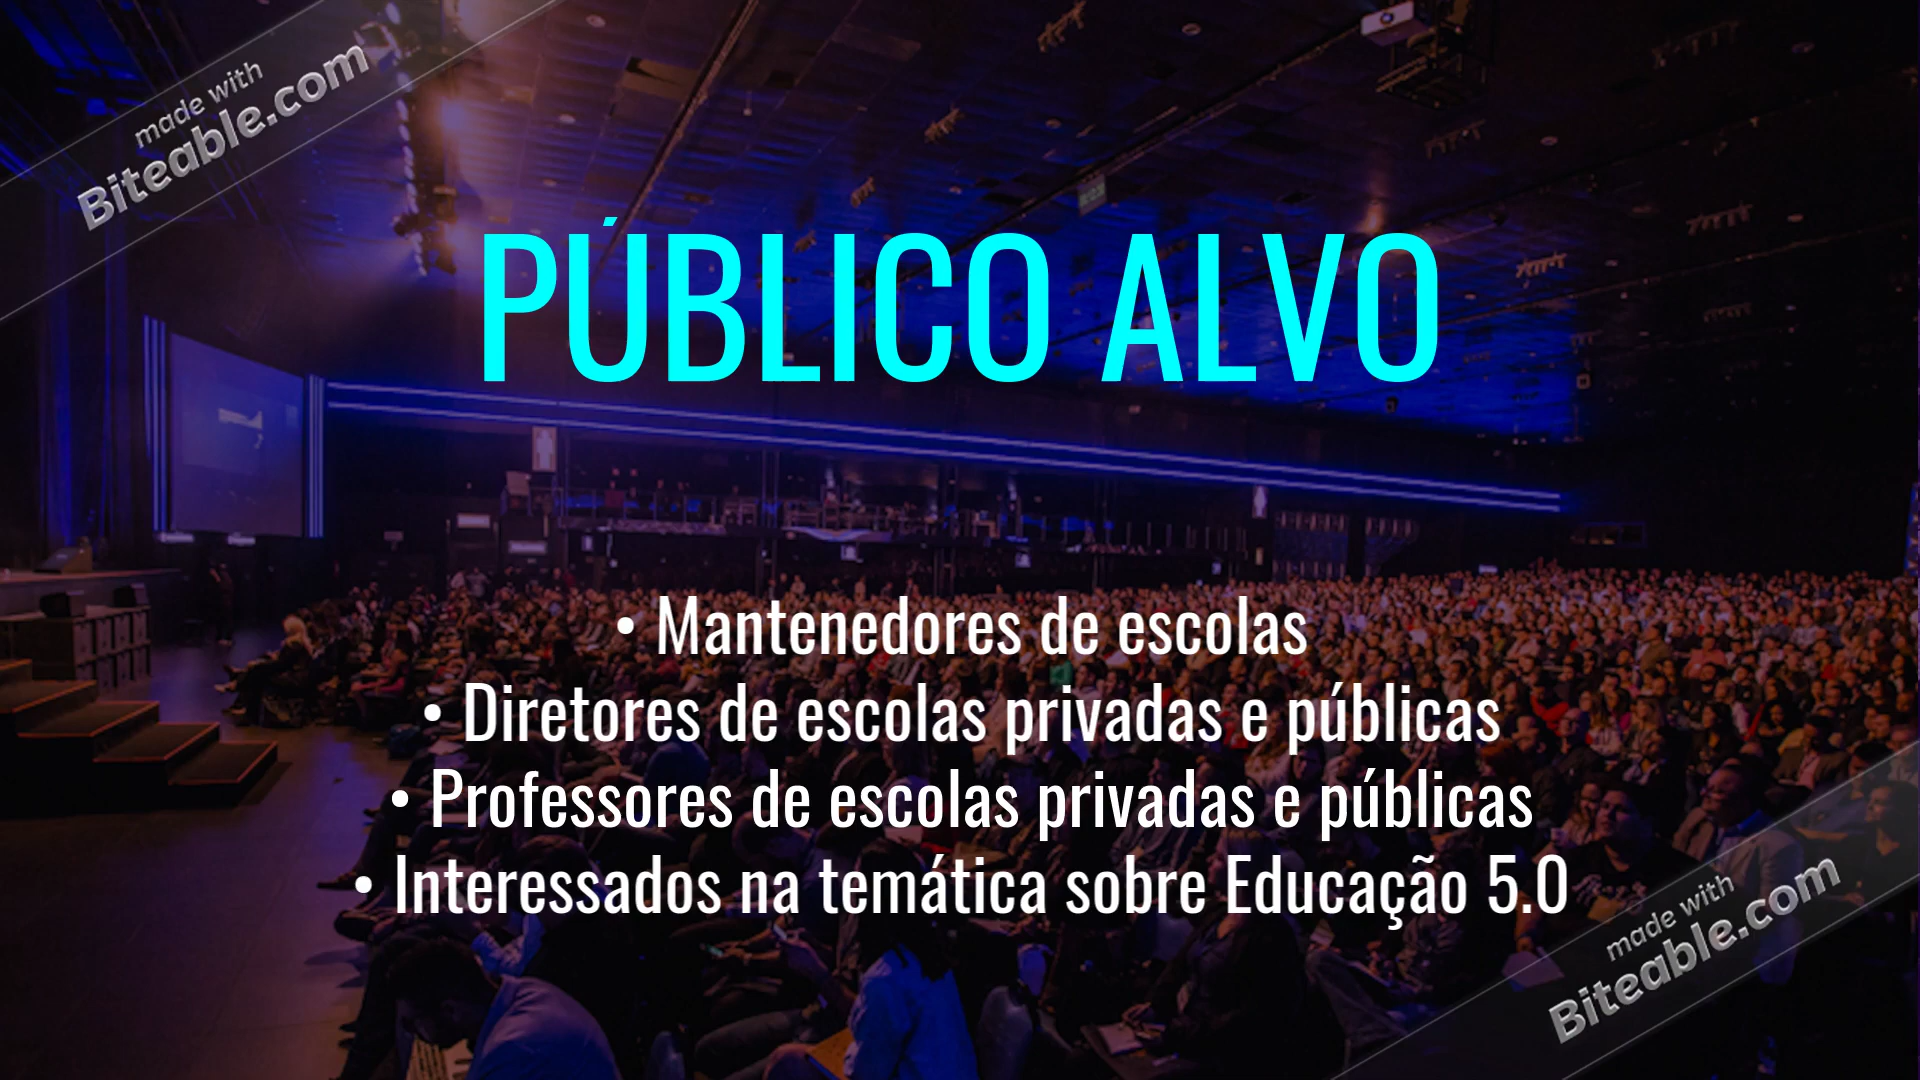 made with
Biteable.com
PÚBLICO ALVO
• Mantenedores de escolas
• Diretores de escolas privadas e públicas
• Professores de escolas privadas e públicas
• Interessados na temática sobre Educação 5.0
made with
Biteable.com